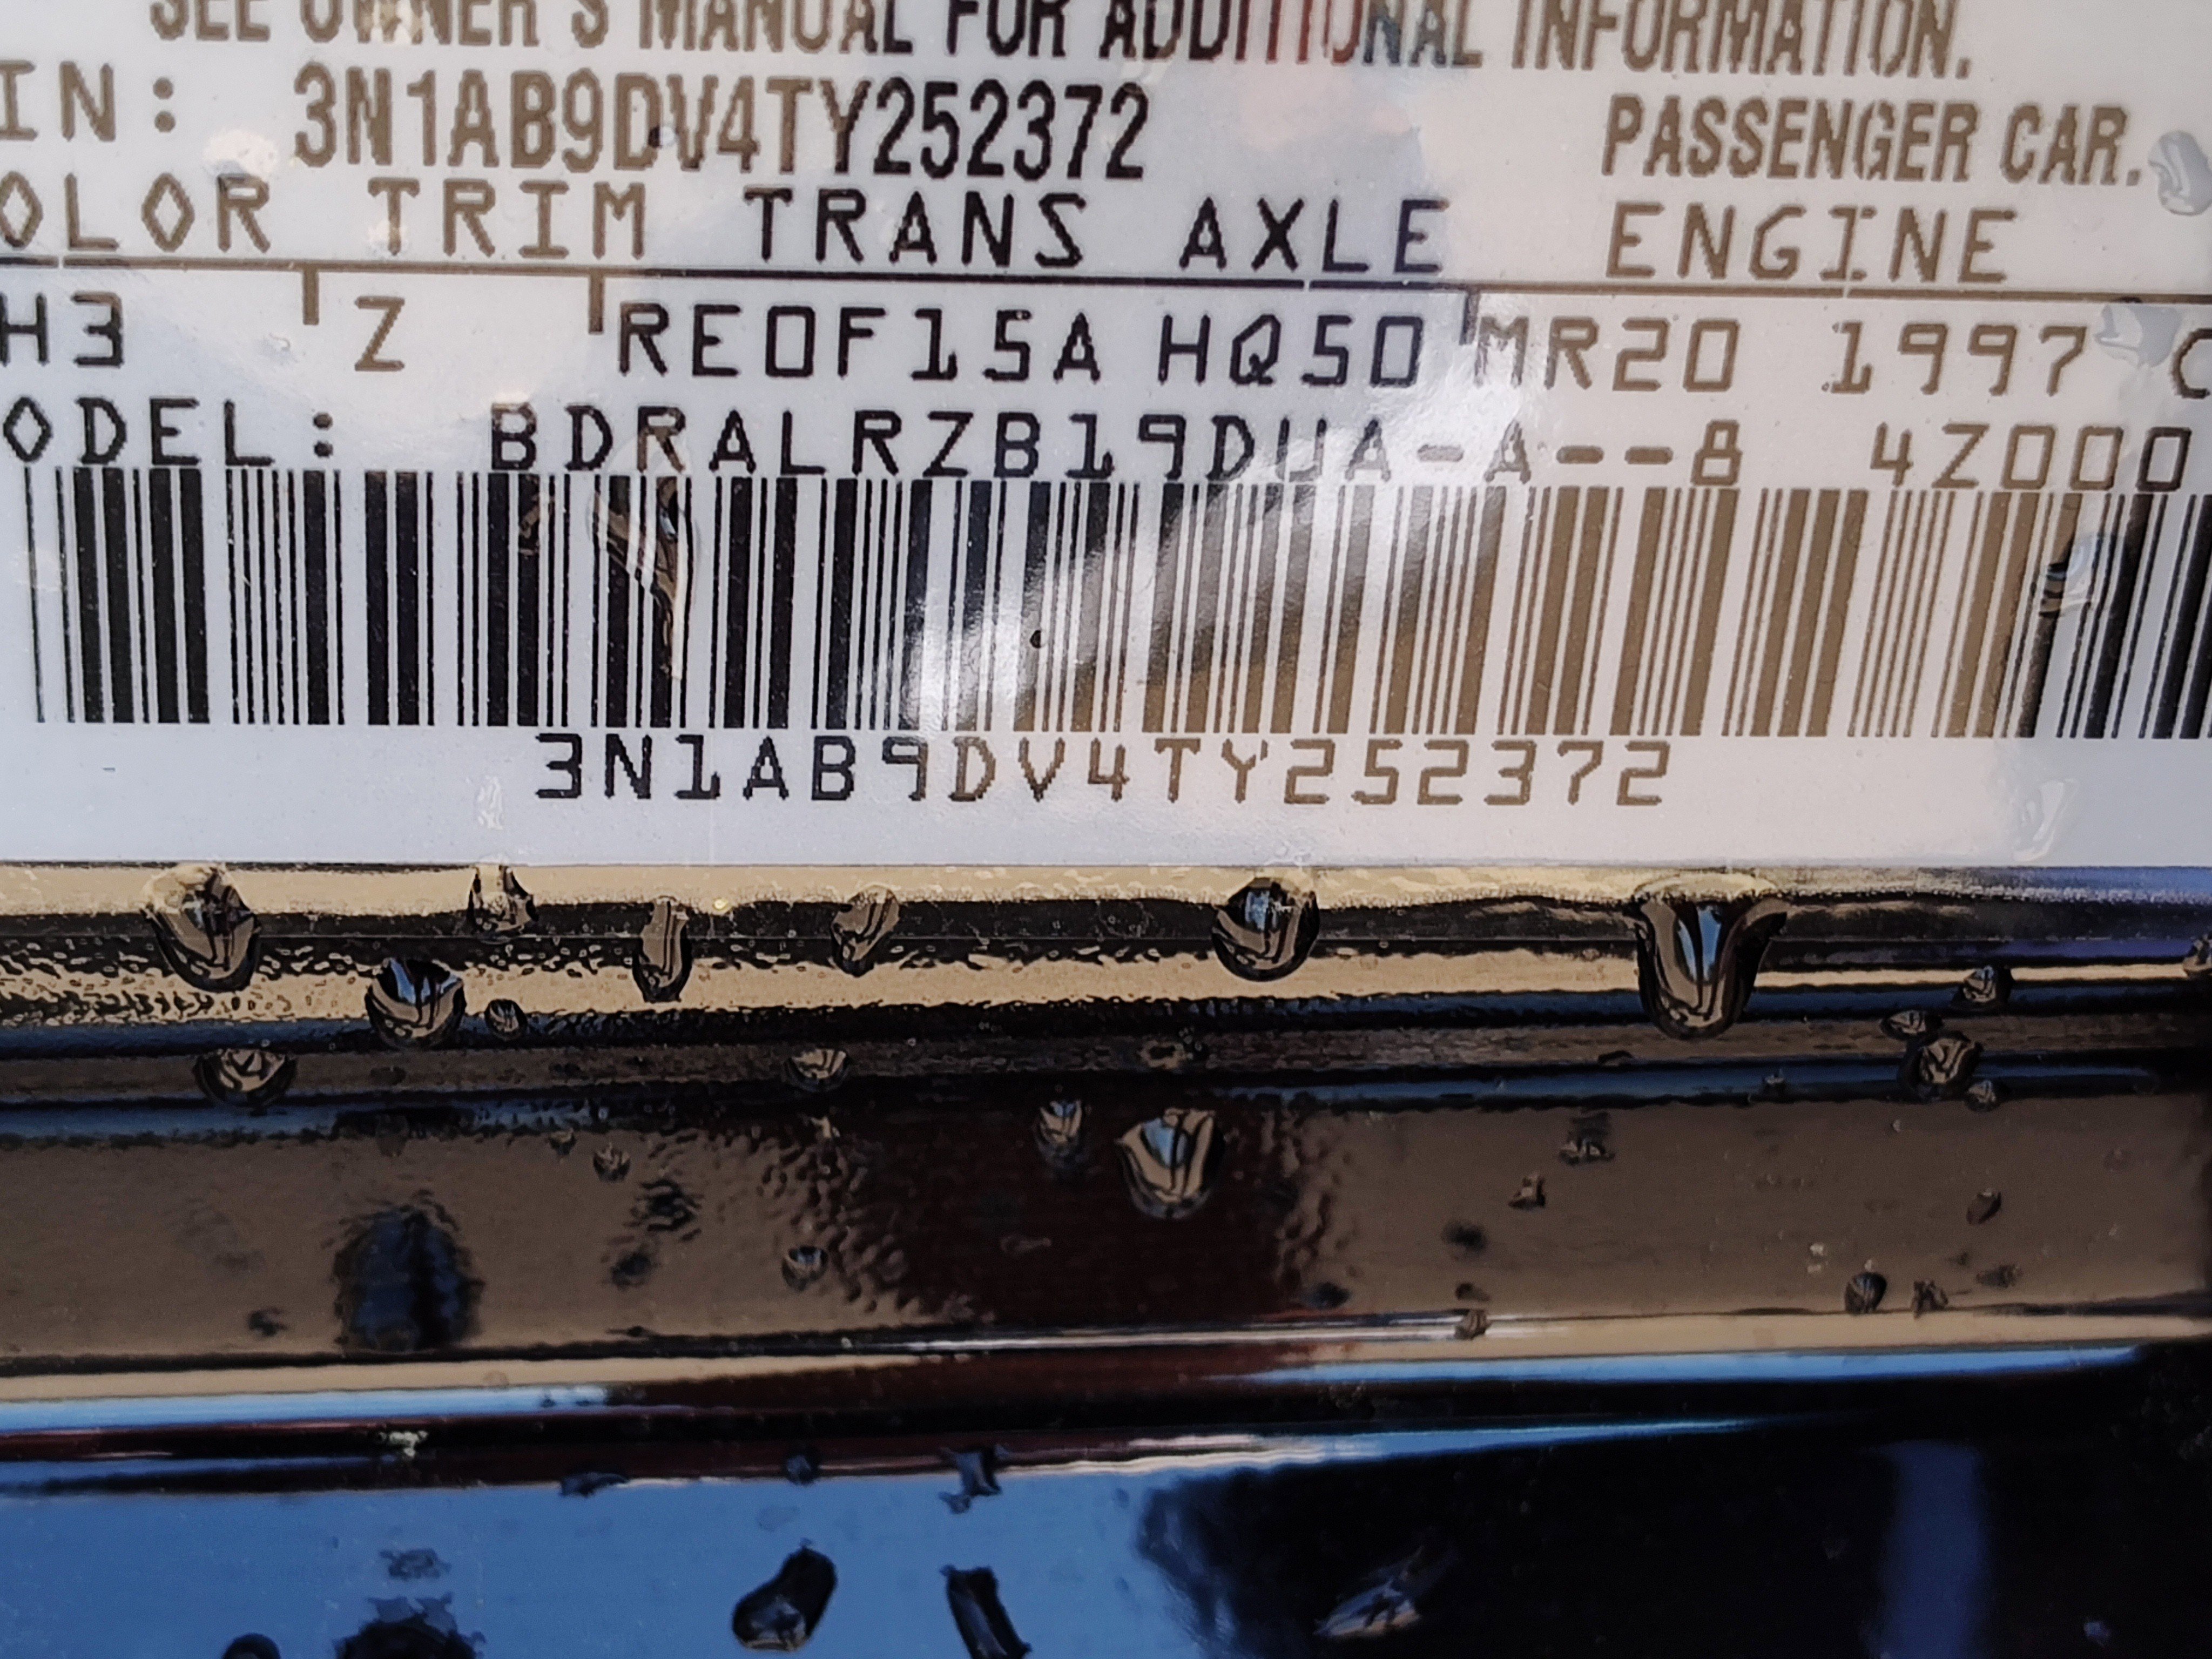 SEE OWNER'S MANUAL FOR ADDITIONAL INFORMATION.
IN: 3N1AB9DV4TY252372 PASSENGER CAR.
OLOR TRIM TRANS AXLE ENGINE
H3 Z RE0F15A HQ50 MR20 1997 C
ODEL: BDRALRZB19DUA-A--8 4Z000
3N1AB9DV4TY252372